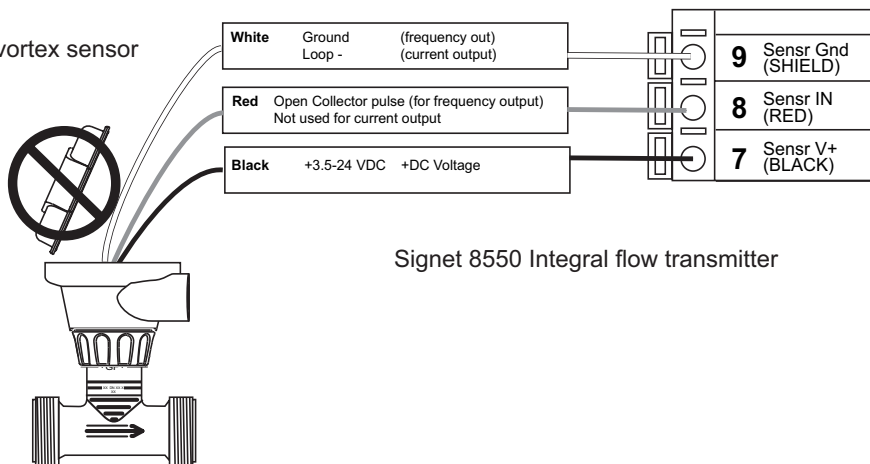 vortex sensor
White Ground (frequency out)
Loop - (current output)
Red Open Collector pulse (for frequency output)
Not used for current output
Black +3.5-24 VDC +DC Voltage
9 Sensr Gnd
(SHIELD)
8 Sensr IN
(RED)
7 Sensr V+
(BLACK)
Signet 8550 Integral flow transmitter